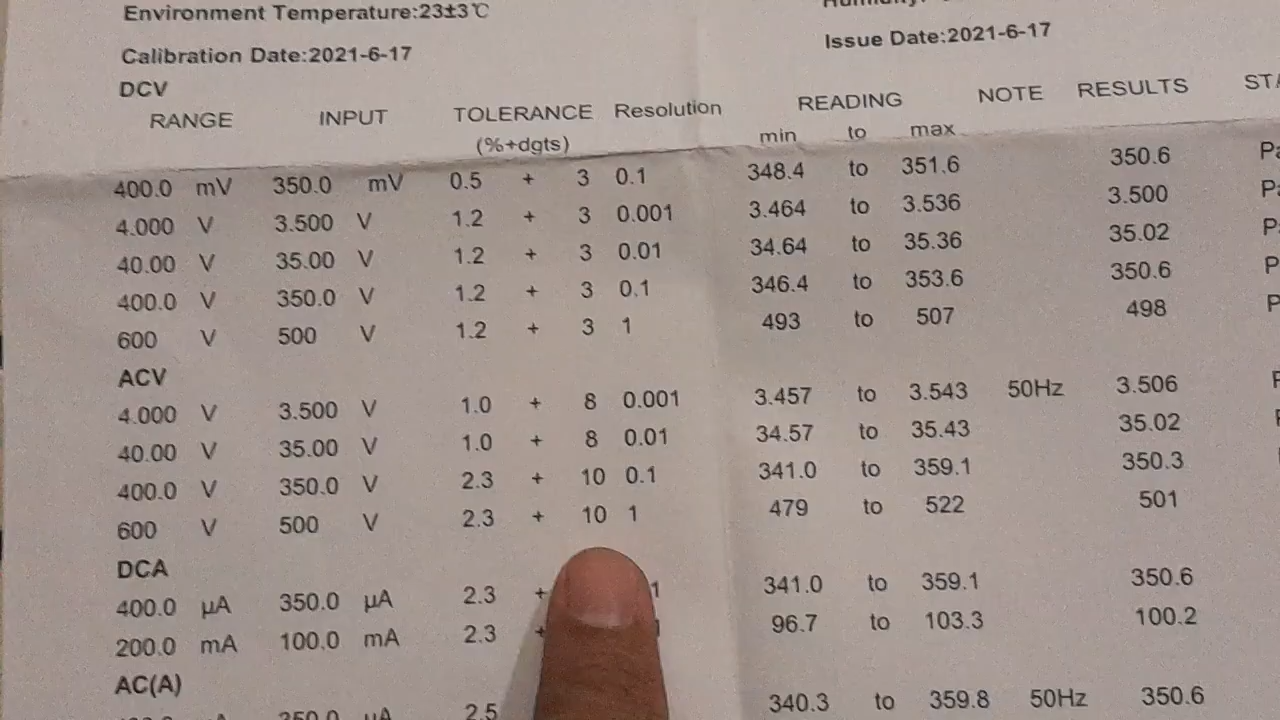 Environment Temperature:23±3℃
Calibration Date:2021-6-17 Issue Date:2021-6-17
DCV
RANGE INPUT TOLERANCE Resolution READING NOTE RESULTS
(%+dgts) min to max
400.0 mV 350.0 mV 0.5 + 3 0.1 348.4 to 351.6 350.6
4.000 V 3.500 V 1.2 + 3 0.001 3.464 to 3.536 3.500
40.00 V 35.00 V 1.2 + 3 0.01 34.64 to 35.36 35.02
400.0 V 350.0 V 1.2 + 3 0.1 346.4 to 353.6 350.6
600 V 500 V 1.2 + 3 1 493 to 507 498
ACV
4.000 V 3.500 V 1.0 + 8 0.001 3.457 to 3.543 50Hz 3.506
40.00 V 35.00 V 1.0 + 8 0.01 34.57 to 35.43 35.02
400.0 V 350.0 V 2.3 + 10 0.1 341.0 to 359.1 350.3
600 V 500 V 2.3 + 10 1 479 to 522 501
DCA
400.0 μA 350.0 μA 2.3 + 341.0 to 359.1 350.6
200.0 mA 100.0 mA 2.3 + 96.7 to 103.3 100.2
AC(A)
350.0 μA 2.5 340.3 to 359.8 50Hz 350.6